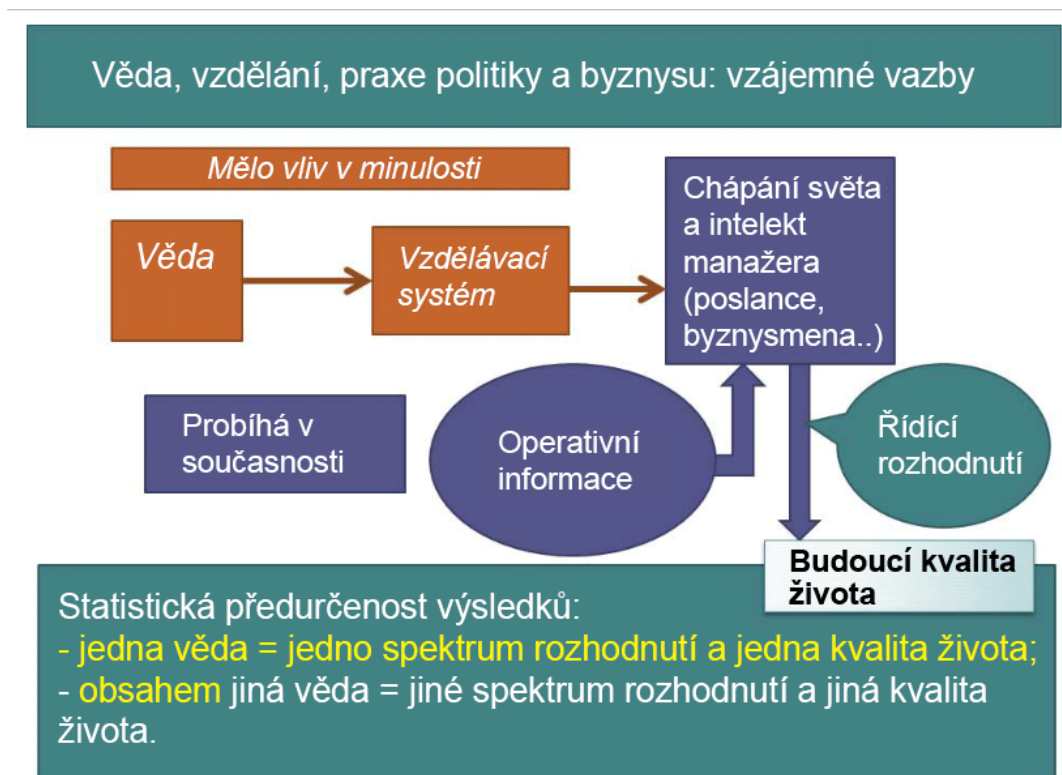 Věda, vzdělání, praxe politiky a byznysu: vzájemné vazby
Mělo vliv v minulosti
Věda
Vzdělávací
systém
Chápání světa
a intelekt
manažera
(poslance,
byznysmena..)
Probíhá v
současnosti
Operativní
informace
Řídící
rozhodnutí
Budoucí kvalita
života
Statistická předurčenost výsledků:
- jedna věda = jedno spektrum rozhodnutí a jedna kvalita života;
- obsahem jiná věda = jiné spektrum rozhodnutí a jiná kvalita
života.